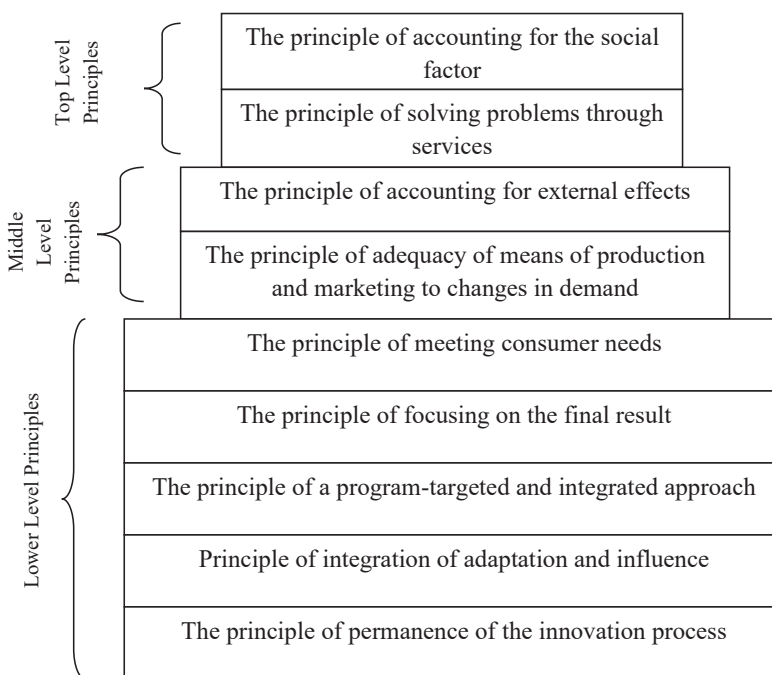 Top Level
Principles
The principle of accounting for the social
factor
The principle of solving problems through
services
Middle
Level
Principles
The principle of accounting for external effects
The principle of adequacy of means of production
and marketing to changes in demand
Lower Level Principles
The principle of meeting consumer needs
The principle of focusing on the final result
The principle of a program-targeted and integrated approach
Principle of integration of adaptation and influence
The principle of permanence of the innovation process